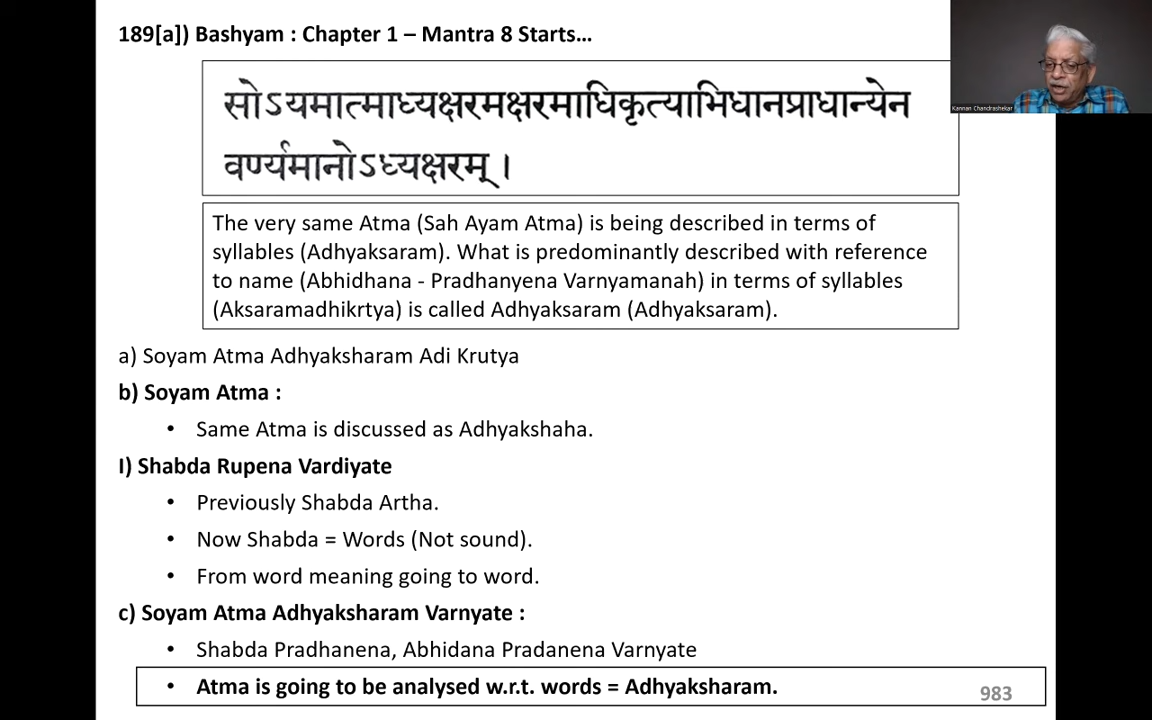 189[a]) Bashyam : Chapter 1 – Mantra 8 Starts…
Kannan Chandrashekar
सोऽयमात्माध्यक्षरमक्षरमाधिकृत्याभिधानप्राधान्येन
वर्ण्यमानोऽध्यक्षरम् ।
The very same Atma (Sah Ayam Atma) is being described in terms of
syllables (Adhyaksaram). What is predominantly described with reference
to name (Abhidhana - Pradhanyena Varnyamanah) in terms of syllables
(Aksaramadhikrtya) is called Adhyaksaram (Adhyaksaram).
a) Soyam Atma Adhyaksharam Adi Krutya
b) Soyam Atma :
• Same Atma is discussed as Adhyakshaha.
I) Shabda Rupena Vardiyate
• Previously Shabda Artha.
• Now Shabda = Words (Not sound).
• From word meaning going to word.
c) Soyam Atma Adhyaksharam Varnyate :
• Shabda Pradhanena, Abhidana Pradanena Varnyate
• Atma is going to be analysed w.r.t. words = Adhyaksharam.
983